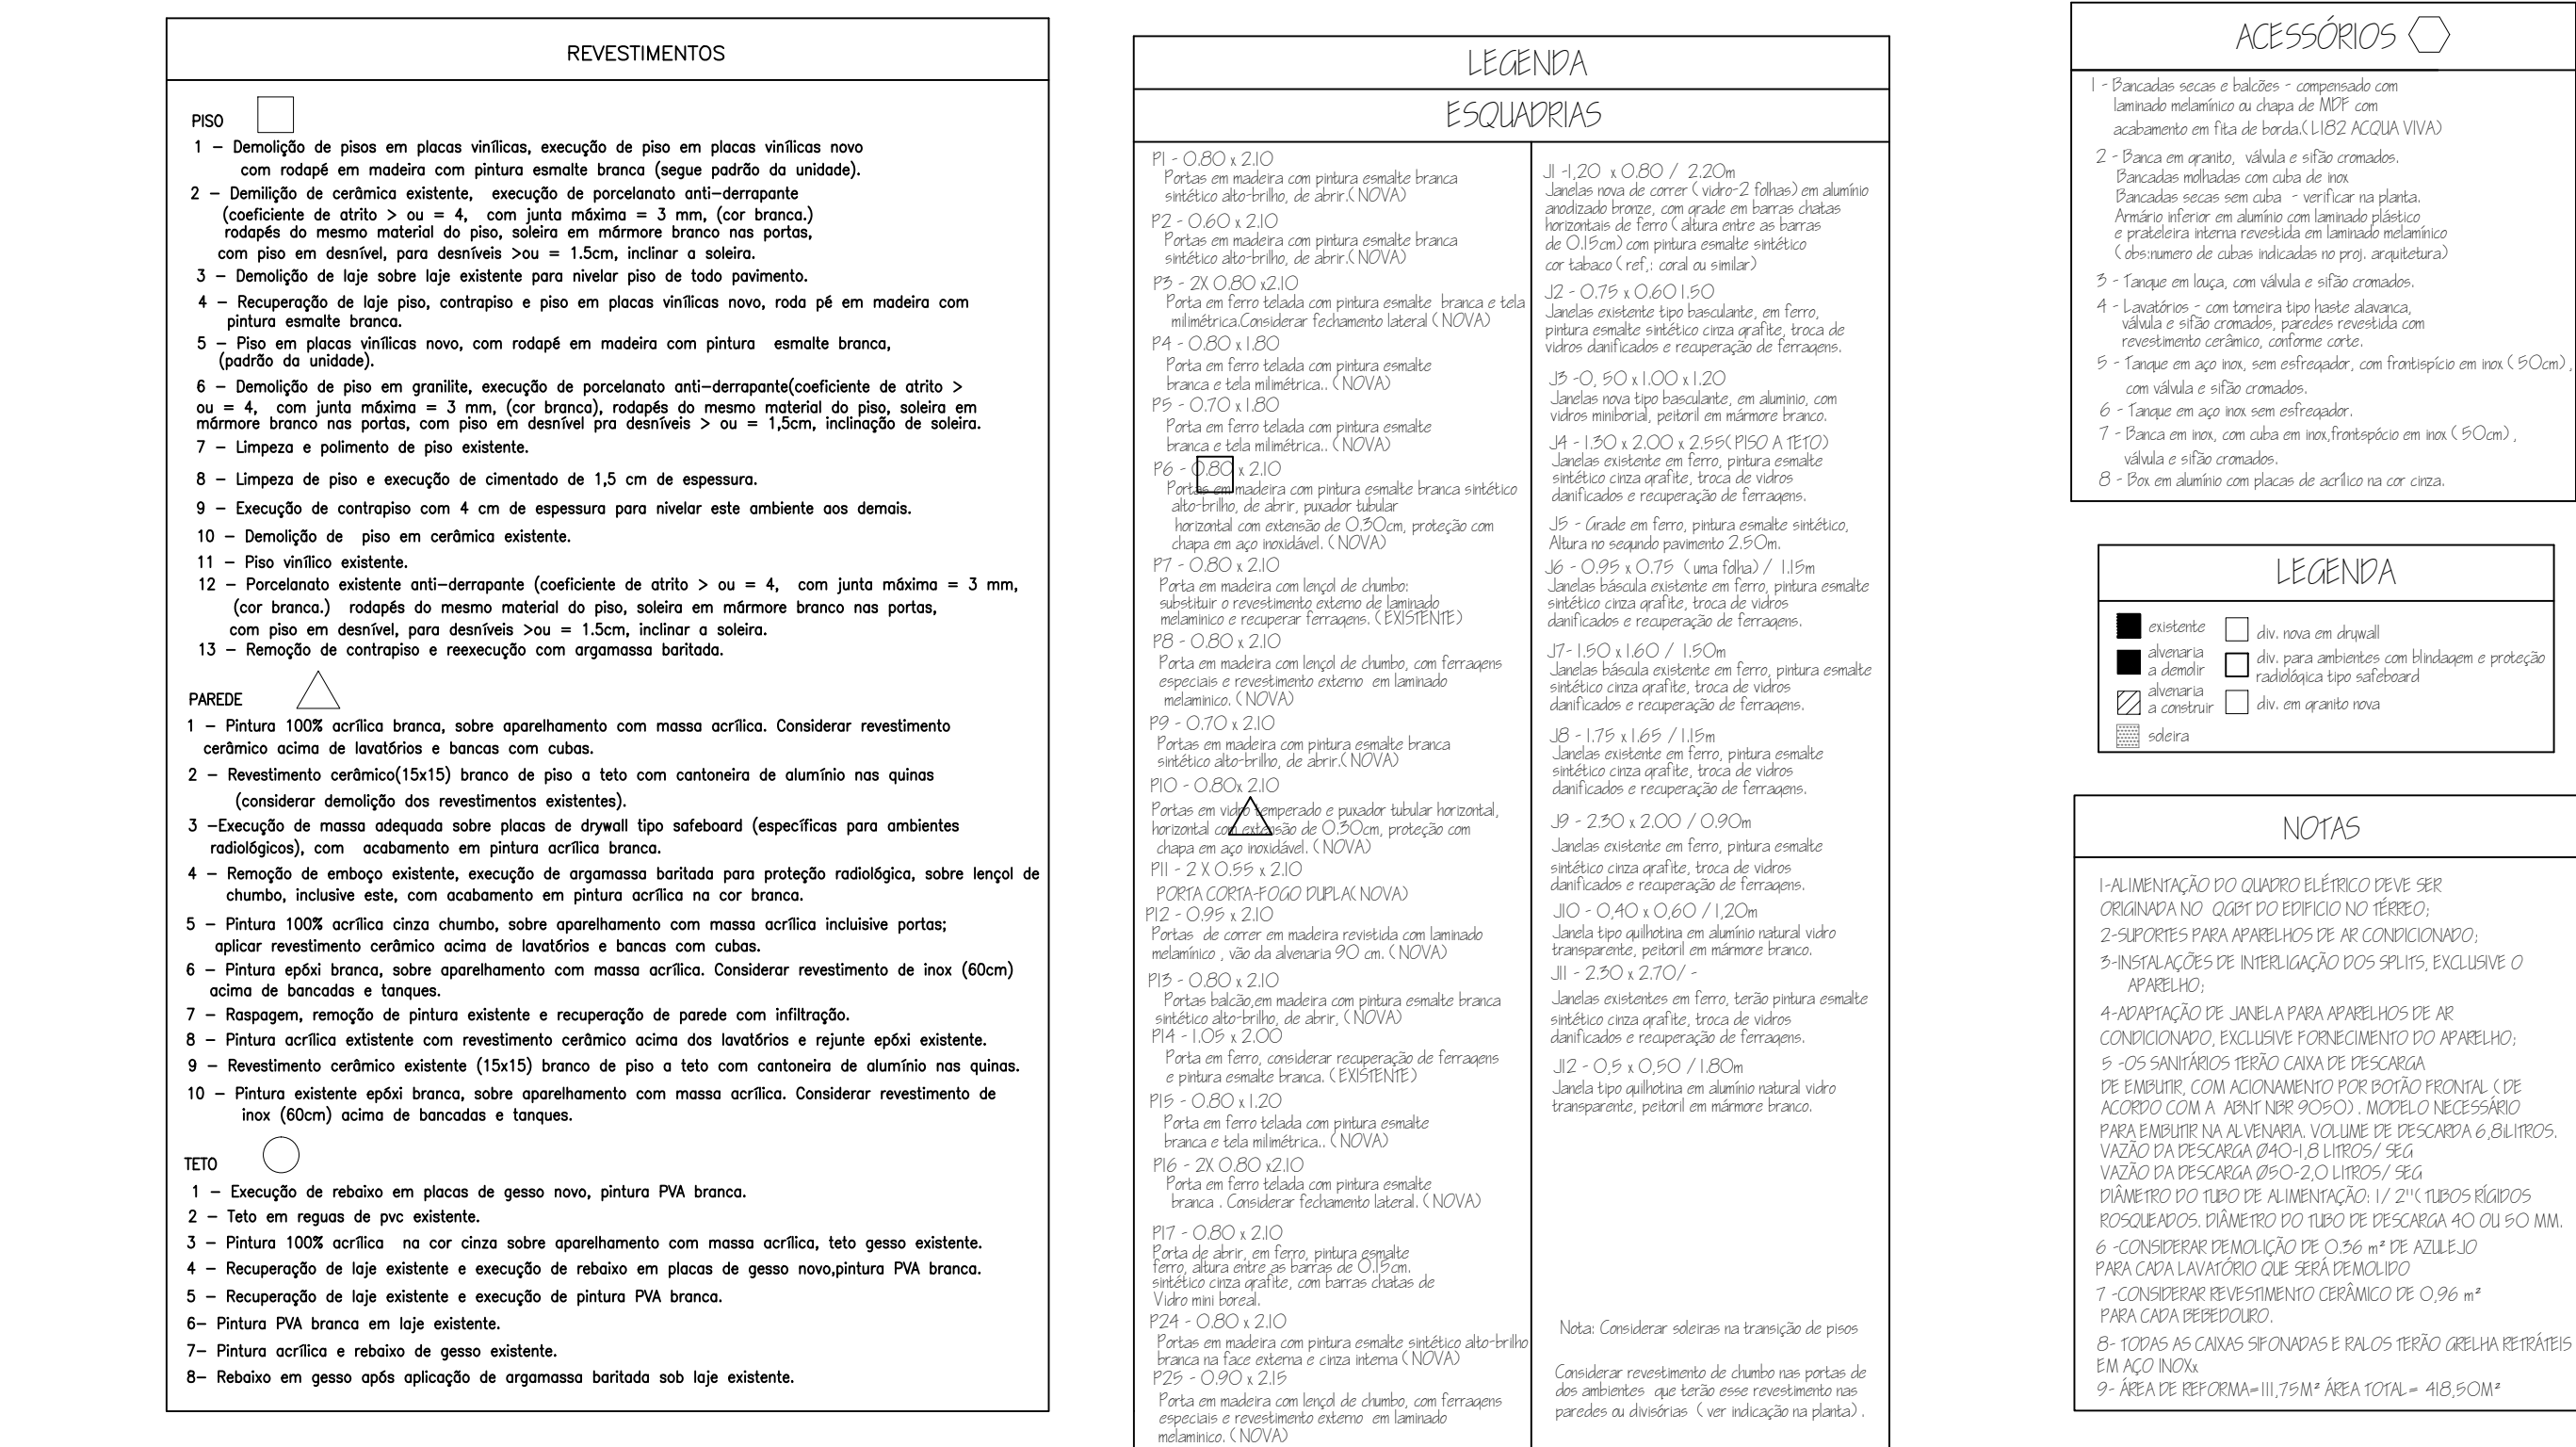 REVESTIMENTOS
PISO
1 – Demolição de pisos em placas vinílicas, execução de piso em placas vinílicas novo
com rodapé em madeira com pintura esmalte branca (segue padrão da unidade).
2 – Demilição de cerâmica existente, execução de porcelanato anti-derrapante
(coeficiente de atrito > ou = 4, com junta máxima = 3 mm, (cor branca.)
rodapés do mesmo material do piso, soleira em mármore branco nas portas,
com piso em desnível, para desníveis >ou = 1.5cm, inclinar a soleira.
3 – Demolição de laje sobre laje existente para nivelar piso de todo pavimento.
4 – Recuperação de laje piso, contrapiso e piso em placas vinílicas novo, roda pé em madeira com
pintura esmalte branca.
5 – Piso em placas vinílicas novo, com rodapé em madeira com pintura esmalte branca,
(padrão da unidade).
6 – Demolição de piso em granilite, execução de porcelanato anti-derrapante(coeficiente de atrito >
ou = 4, com junta máxima = 3 mm, (cor branca), rodapés do mesmo material do piso, soleira em
mármore branco nas portas, com piso em desnível pra desníveis > ou = 1,5cm, inclinação de soleira.
7 – Limpeza e polimento de piso existente.
8 – Limpeza de piso e execução de cimentado de 1,5 cm de espessura.
9 – Execução de contrapiso com 4 cm de espessura para nivelar este ambiente aos demais.
10 – Demolição de piso em cerâmica existente.
11 – Piso vinílico existente.
12 – Porcelanato existente anti-derrapante (coeficiente de atrito > ou = 4, com junta máxima = 3 mm,
(cor branca.) rodapés do mesmo material do piso, soleira em mármore branco nas portas,
com piso em desnível, para desníveis >ou = 1.5cm, inclinar a soleira.
13 – Remoção de contrapiso e reexecução com argamassa baritada.
PAREDE
1 – Pintura 100% acrílica branca, sobre aparelhamento com massa acrílica. Considerar revestimento
cerâmico acima de lavatórios e bancas com cubas.
2 – Revestimento cerâmico(15x15) branco de piso a teto com cantoneira de alumínio nas quinas
(considerar demolição dos revestimentos existentes).
3 –Execução de massa adequada sobre placas de drywall tipo safeboard (específicas para ambientes
radiológicos), com acabamento em pintura acrílica branca.
4 – Remoção de emboço existente, execução de argamassa baritada para proteção radiológica, sobre lençol de
chumbo, inclusive este, com acabamento em pintura acrílica na cor branca.
5 – Pintura 100% acrílica cinza chumbo, sobre aparelhamento com massa acrílica incluisive portas;
aplicar revestimento cerâmico acima de lavatórios e bancas com cubas.
6 – Pintura epóxi branca, sobre aparelhamento com massa acrílica. Considerar revestimento de inox (60cm)
acima de bancadas e tanques.
7 – Raspagem, remoção de pintura existente e recuperação de parede com infiltração.
8 – Pintura acrílica extistente com revestimento cerâmico acima dos lavatórios e rejunte epóxi existente.
9 – Revestimento cerâmico existente (15x15) branco de piso a teto com cantoneira de alumínio nas quinas.
10 – Pintura existente epóxi branca, sobre aparelhamento com massa acrílica. Considerar revestimento de
inox (60cm) acima de bancadas e tanques.
TETO
1 – Execução de rebaixo em placas de gesso novo, pintura PVA branca.
2 – Teto em reguas de pvc existente.
3 – Pintura 100% acrílica na cor cinza sobre aparelhamento com massa acrílica, teto gesso existente.
4 – Recuperação de laje existente e execução de rebaixo em placas de gesso novo,pintura PVA branca.
5 – Recuperação de laje existente e execução de pintura PVA branca.
6– Pintura PVA branca em laje existente.
7– Pintura acrílica e rebaixo de gesso existente.
8– Rebaixo em gesso após aplicação de argamassa baritada sob laje existente.
LEGENDA
ESQUADRIAS
P1 - 0.80 x 2.10
Portas em madeira com pintura esmalte branca
sintético alto-brilho, de abrir.(NOVA)
P2 - 0.60 x 2.10
Portas em madeira com pintura esmalte branca
sintético alto-brilho, de abrir.(NOVA)
P3 - 2X 0.80 x2.10
Porta em ferro telada com pintura esmalte branca e tela
milimétrica.Considerar fechamento lateral (NOVA)
P4 - 0.80 x 1.80
Porta em ferro telada com pintura esmalte
branca e tela milimétrica.. (NOVA)
P5 - 0.70 x 1.80
Porta em ferro telada com pintura esmalte
branca e tela milimétrica.. (NOVA)
P6 - 0.80 x 2.10
Portas em madeira com pintura esmalte branca sintético
alto-brilho, de abrir, puxador tubular
horizontal com extensão de 0.30cm, proteção com
chapa em aço inoxidável. (NOVA)
P7 - 0.80 x 2.10
Porta em madeira com lençol de chumbo:
substituir o revestimento externo de laminado
melaminico e recuperar ferragens. (EXISTENTE)
P8 - 0.80 x 2.10
Porta em madeira com lençol de chumbo, com ferragens
especiais e revestimento externo em laminado
melaminico. (NOVA)
P9 - 0.70 x 2.10
Portas em madeira com pintura esmalte branca
sintético alto-brilho, de abrir.(NOVA)
P10 - 0.80x 2.10
Portas em vidro temperado e puxador tubular horizontal,
horizontal com extensão de 0.30cm, proteção com
chapa em aço inoxidável. (NOVA)
P11 - 2 X 0.55 x 2.10
PORTA CORTA-FOGO DUPLA(NOVA)
P12 - 0.95 x 2.10
Portas de correr em madeira revistida com laminado
melamínico , vão da alvenaria 90 cm. (NOVA)
P13 - 0.80 x 2.10
Portas balcão,em madeira com pintura esmalte branca
sintético alto-brilho, de abrir, (NOVA)
P14 - 1.05 x 2.00
Porta em ferro, considerar recuperação de ferragens
e pintura esmalte branca. (EXISTENTE)
P15 - 0.80 x 1.20
Porta em ferro telada com pintura esmalte
branca e tela milimétrica.. (NOVA)
P16 - 2X 0.80 x2.10
Porta em ferro telada com pintura esmalte
branca . Considerar fechamento lateral. (NOVA)
P17 - 0.80 x 2.10
Porta de abrir, em ferro, pintura esmalte
ferro, altura entre as barras de 0.15cm.
sintético cinza grafite, com barras chatas de
Vidro mini boreal.
P24 - 0.80 x 2.10
Portas em madeira com pintura esmalte sintético alto-brilho
branca na face externa e cinza interna (NOVA)
P25 - 0.90 x 2.15
Porta em madeira com lençol de chumbo, com ferragens
especiais e revestimento externo em laminado
melaminico. (NOVA)
J1 -1,20 x 0.80 / 2.20m
Janelas nova de correr (vidro-2 folhas) em alumínio
anodizado bronze, com grade em barras chatas
horizontais de ferro (altura entre as barras
de 0.15cm) com pintura esmalte sintético
cor tabaco (ref,: coral ou similar)
J2 - 0.75 x 0.60 1.50
Janelas existente tipo basculante, em ferro,
pintura esmalte sintético cinza grafite, troca de
vidros danificados e recuperação de ferragens.
J3 -0, 50 x 1.00 x 1.20
Janelas nova tipo basculante, em aluminio, com
vidros miniborial, peitoril em mármore branco.
J4 - 1.30 x 2.00 x 2.55(PISO A TETO)
Janelas existente em ferro, pintura esmalte
sintético cinza grafite, troca de vidros
danificados e recuperação de ferragens.
J5 - Grade em ferro, pintura esmalte sintético,
Altura no segundo pavimento 2.50m.
J6 - 0.95 x 0.75 (uma folha) / 1.15m
Janelas báscula existente em ferro, pintura esmalte
sintético cinza grafite, troca de vidros
danificados e recuperação de ferragens.
J7- 1.50 x 1.60 / 1.50m
Janelas báscula existente em ferro, pintura esmalte
sintético cinza grafite, troca de vidros
danificados e recuperação de ferragens.
J8 - 1.75 x 1.65 / 1.15m
Janelas existente em ferro, pintura esmalte
sintético cinza grafite, troca de vidros
danificados e recuperação de ferragens.
J9 - 2.30 x 2.00 / 0.90m
Janelas existente em ferro, pintura esmalte
sintético cinza grafite, troca de vidros
danificados e recuperação de ferragens.
J10 - 0,40 x 0,60 / 1,20m
Janela tipo guilhotina em alumínio natural vidro
transparente, peitoril em mármore branco.
J11 - 2.30 x 2.70/ -
Janelas existentes em ferro, terão pintura esmalte
sintético cinza grafite, troca de vidros
danificados e recuperação de ferragens.
J12 - 0,5 x 0,50 / 1.80m
Janela tipo guilhotina em alumínio natural vidro
transparente, peitoril em mármore branco.
Nota: Considerar soleiras na transição de pisos
Considerar revestimento de chumbo nas portas de
dos ambientes que terão esse revestimento nas
paredes ou divisórias (ver indicação na planta).
ACESSÓRIOS
1 - Bancadas secas e balcões - compensado com
laminado melamínico ou chapa de MDF com
acabamento em fita de borda.(L182 ACQUA VIVA)
2 - Banca em granito, válvula e sifão cromados.
Bancadas molhadas com cuba de inox
Bancadas secas sem cuba - verificar na planta.
Armário inferior em alumínio com laminado plástico
e prateleira interna revestida em laminado melamínico
(obs:numero de cubas indicadas no proj. arquitetura)
3 - Tanque em louça, com válvula e sifão cromados.
4 - Lavatórios - com torneira tipo haste alavanca,
válvula e sifão cromados, paredes revestida com
revestimento cerâmico, conforme corte.
5 - Tanque em aço inox, sem esfregador, com frontispício em inox (50cm),
com válvula e sifão cromados.
6 - Tanque em aço inox sem esfregador.
7 - Banca em inox, com cuba em inox,frontspócio em inox (50cm),
válvula e sifão cromados.
8 - Box em alumínio com placas de acrílico na cor cinza.
LEGENDA
existente
alvenaria
a demolir
alvenaria
a construir
soleira
div. nova em drywall
div. para ambientes com blindagem e proteção
radiológica tipo safeboard
div. em granito nova
NOTAS
1-ALIMENTAÇÃO DO QUADRO ELÉTRICO DEVE SER
ORIGINADA NO QGBT DO EDIFICIO NO TÉRREO;
2-SUPORTES PARA APARELHOS DE AR CONDICIONADO;
3-INSTALAÇÕES DE INTERLIGAÇÃO DOS SPLITS, EXCLUSIVE O
APARELHO;
4-ADAPTAÇÃO DE JANELA PARA APARELHOS DE AR
CONDICIONADO, EXCLUSIVE FORNECIMENTO DO APARELHO;
5 -OS SANITÁRIOS TERÃO CAIXA DE DESCARGA
DE EMBUTIR, COM ACIONAMENTO POR BOTÃO FRONTAL (DE
ACORDO COM A ABNT NBR 9050). MODELO NECESSÁRIO
PARA EMBUTIR NA ALVENARIA. VOLUME DE DESCARDA 6,8lLITROS.
VAZÃO DA DESCARGA Ø40-1,8 LITROS/ SEG
VAZÃO DA DESCARGA Ø50-2,0 LITROS/ SEG
DIÂMETRO DO TUBO DE ALIMENTAÇÃO: 1/ 2"(TUBOS RÍGIDOS
ROSQUEADOS. DIÂMETRO DO TUBO DE DESCARGA 40 OU 50 MM.
6 -CONSIDERAR DEMOLIÇÃO DE 0.36 m² DE AZULEJO
PARA CADA LAVATÓRIO QUE SERÁ DEMOLIDO
7 -CONSIDERAR REVESTIMENTO CERÂMICO DE 0,96 m²
PARA CADA BEBEDOURO.
8- TODAS AS CAIXAS SIFONADAS E RALOS TERÃO GRELHA RETRÁTEIS
EM AÇO INOXx
9- ÁREA DE REFORMA=111,75M² ÁREA TOTAL= 418,50M²